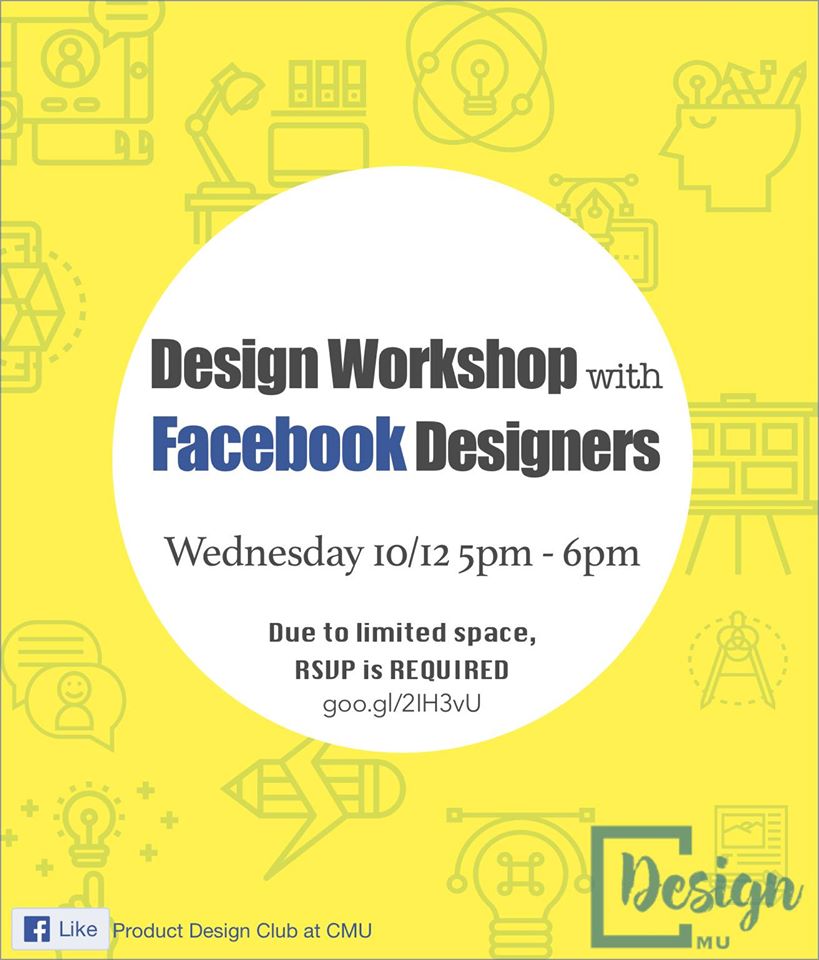 Design Workshop with
Facebook Designers
Wednesday 10/12 5pm - 6pm
Due to limited space,
RSVP is REQUIRED
goo.gl/2IH3vU
Like Product Design Club at CMU
Design
MU